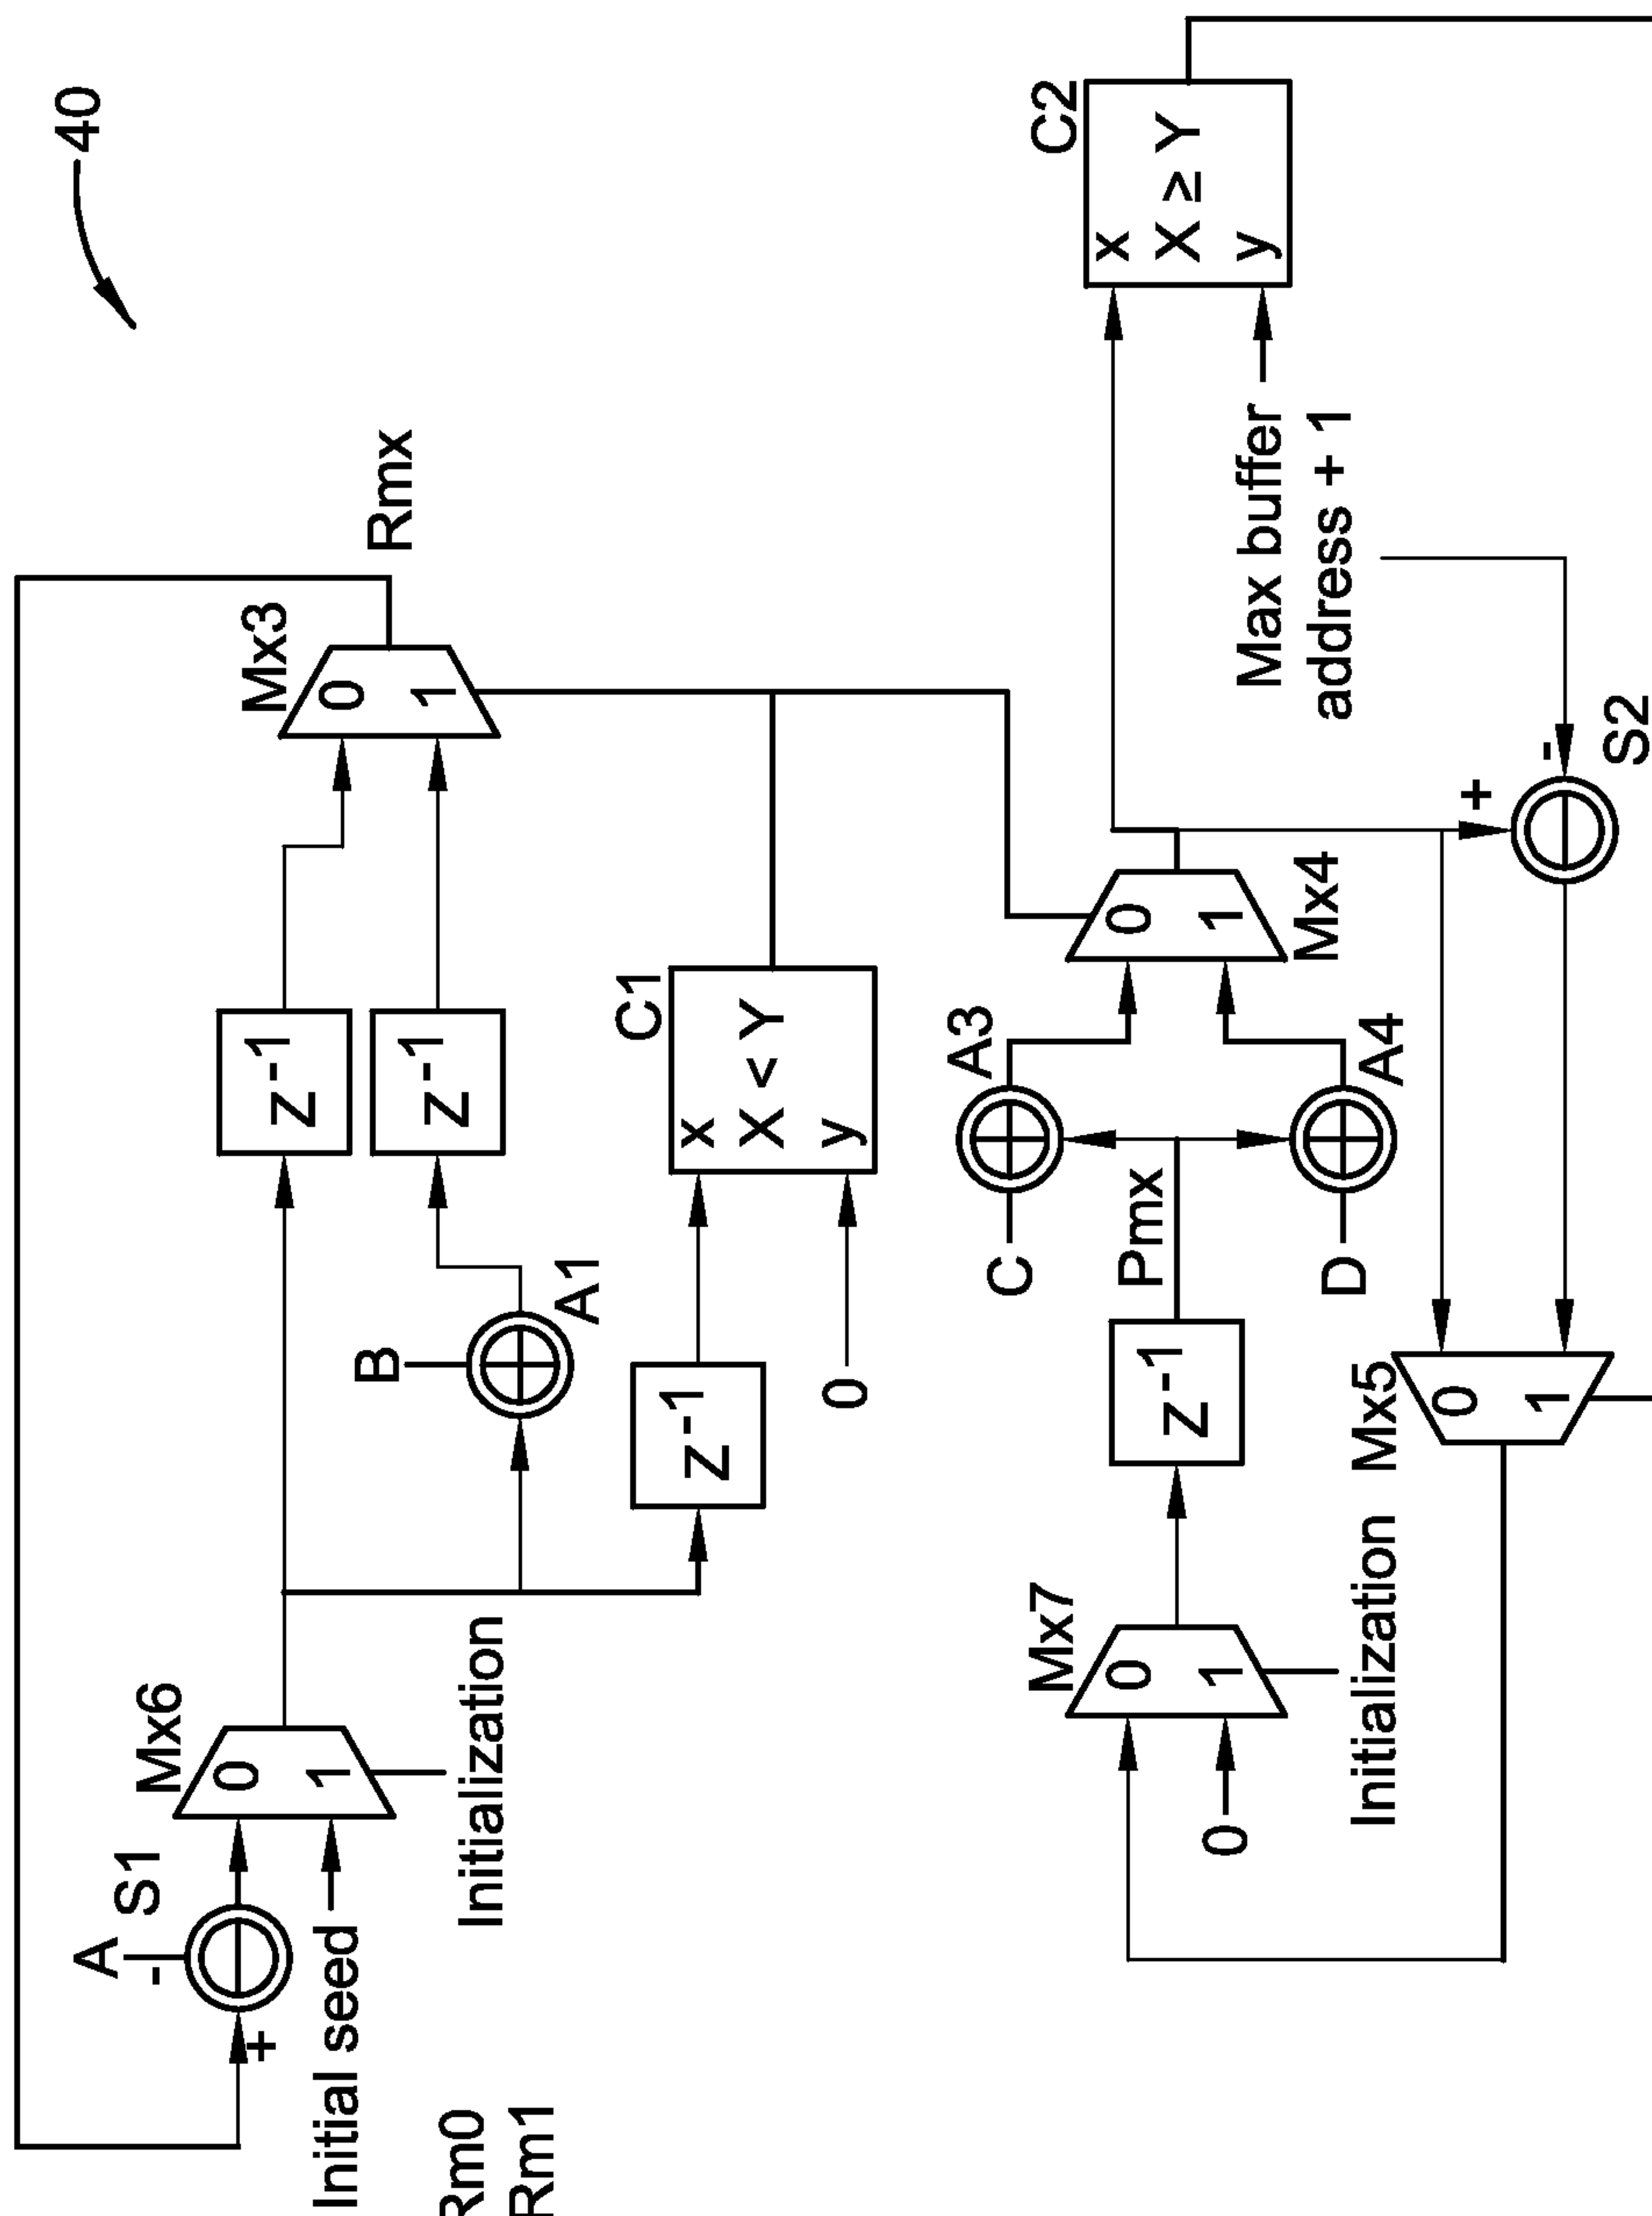 40
A
-
S1
+
Initial seed
Mx6
0
1
Initialization
Rm0
Rm1
B
A1
Z-1
Z-1
Z-1
Mx3
0
1
Rmx
C1
x
X < Y
y
0
Mx7
0
1
0
Initialization
Z-1
Pmx
C
A3
D
A4
Mx4
0
1
C2
x
X ≥ Y
y
Max buffer
address + 1
Mx5
0
1
+
-
S2